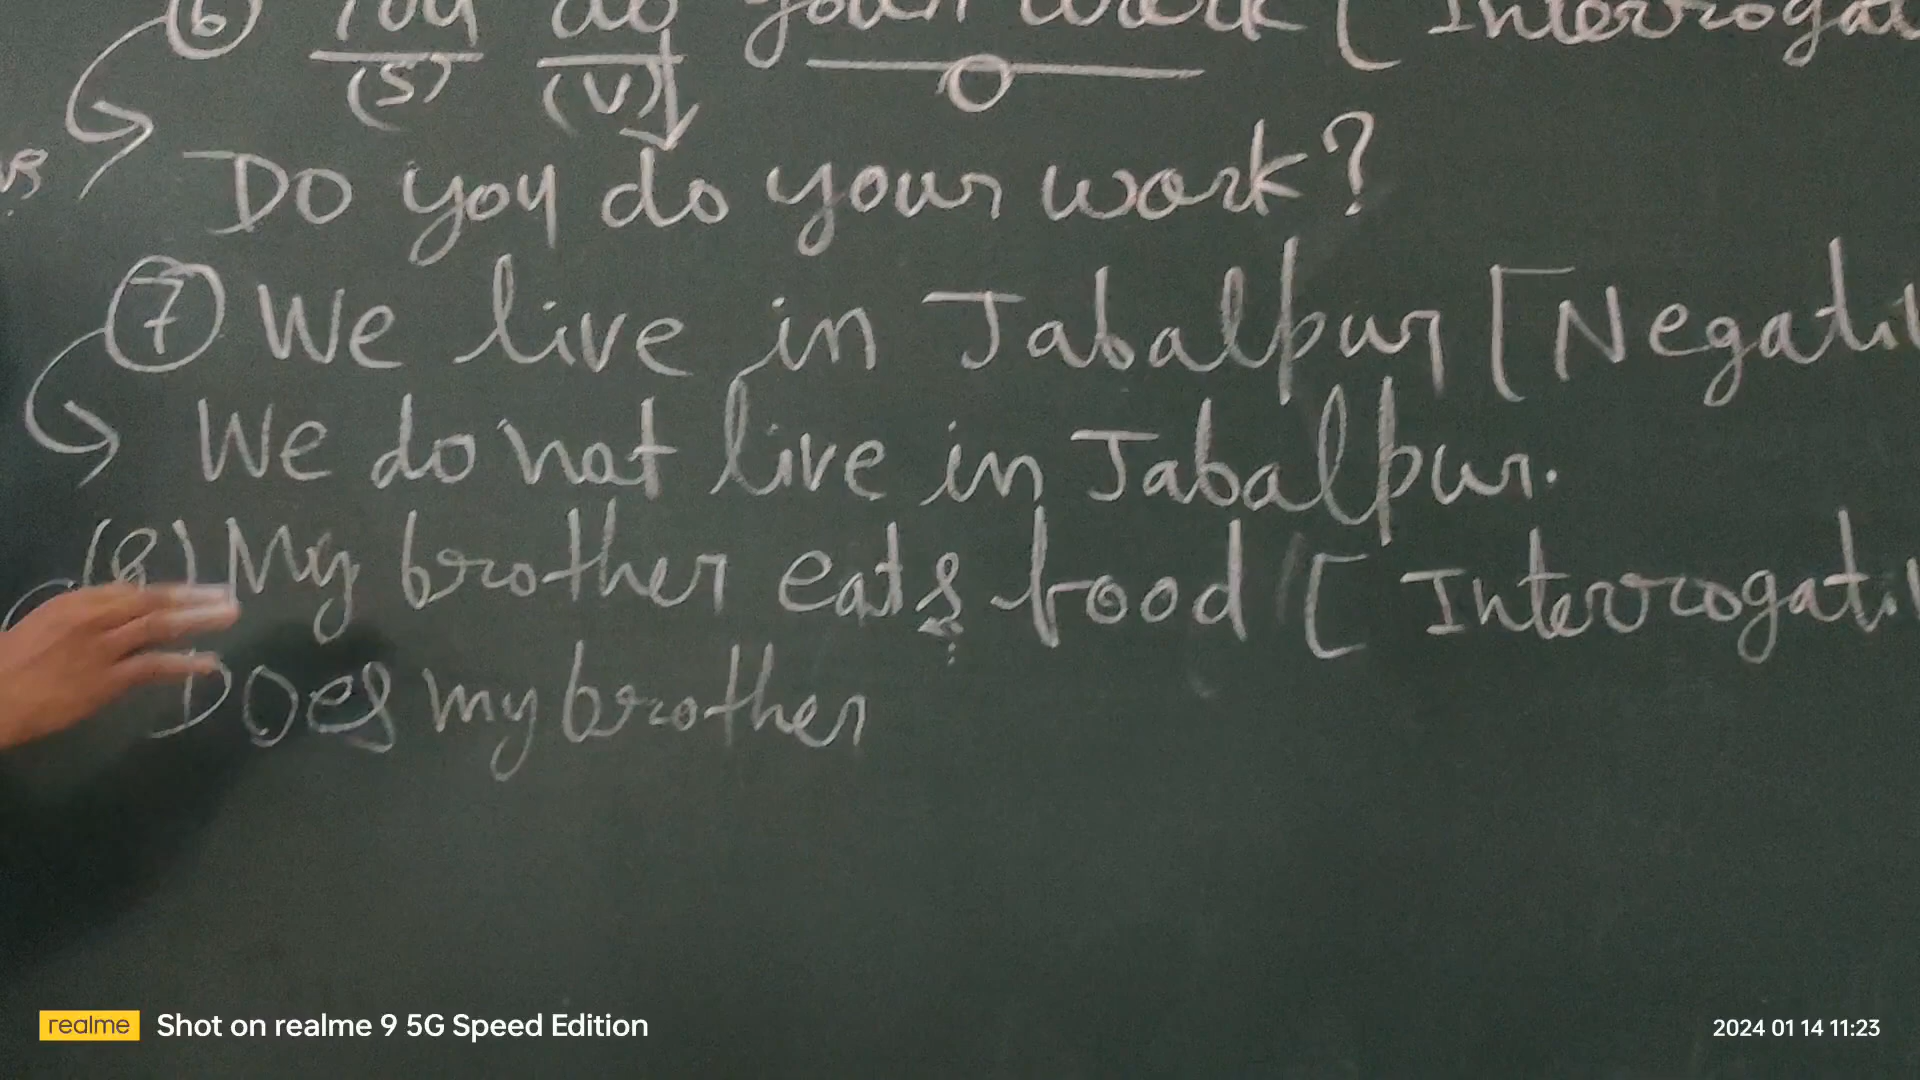 6 You do your work [ Interrogat
(S) (V) O
Do you do your work?
7 We live in Jabalpur [Negati
We do not live in Jabalpur.
(8) My brother eats food [ Interrogati
Does my brother
realme Shot on realme 9 5G Speed Edition
2024 01 14 11:23